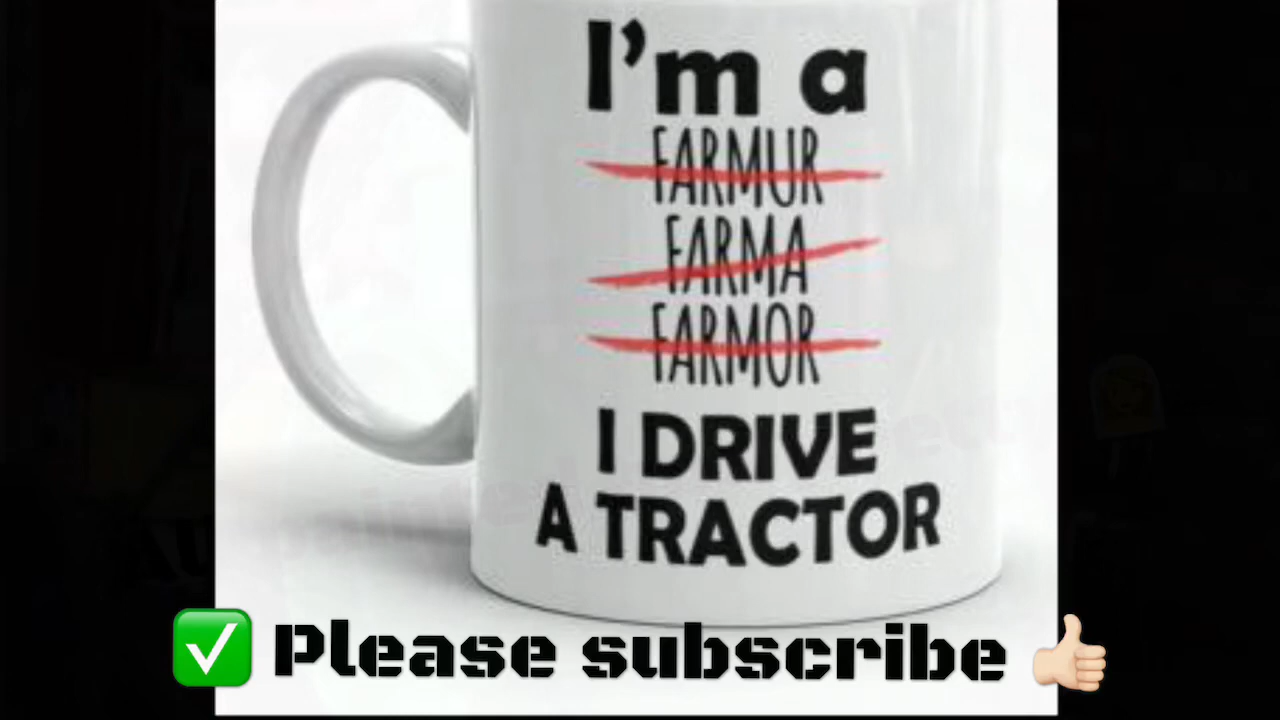 I'm a
FARMUR
FARMA
FARMOR
I DRIVE
A TRACTOR
✅ Please subscribe 👍🏻